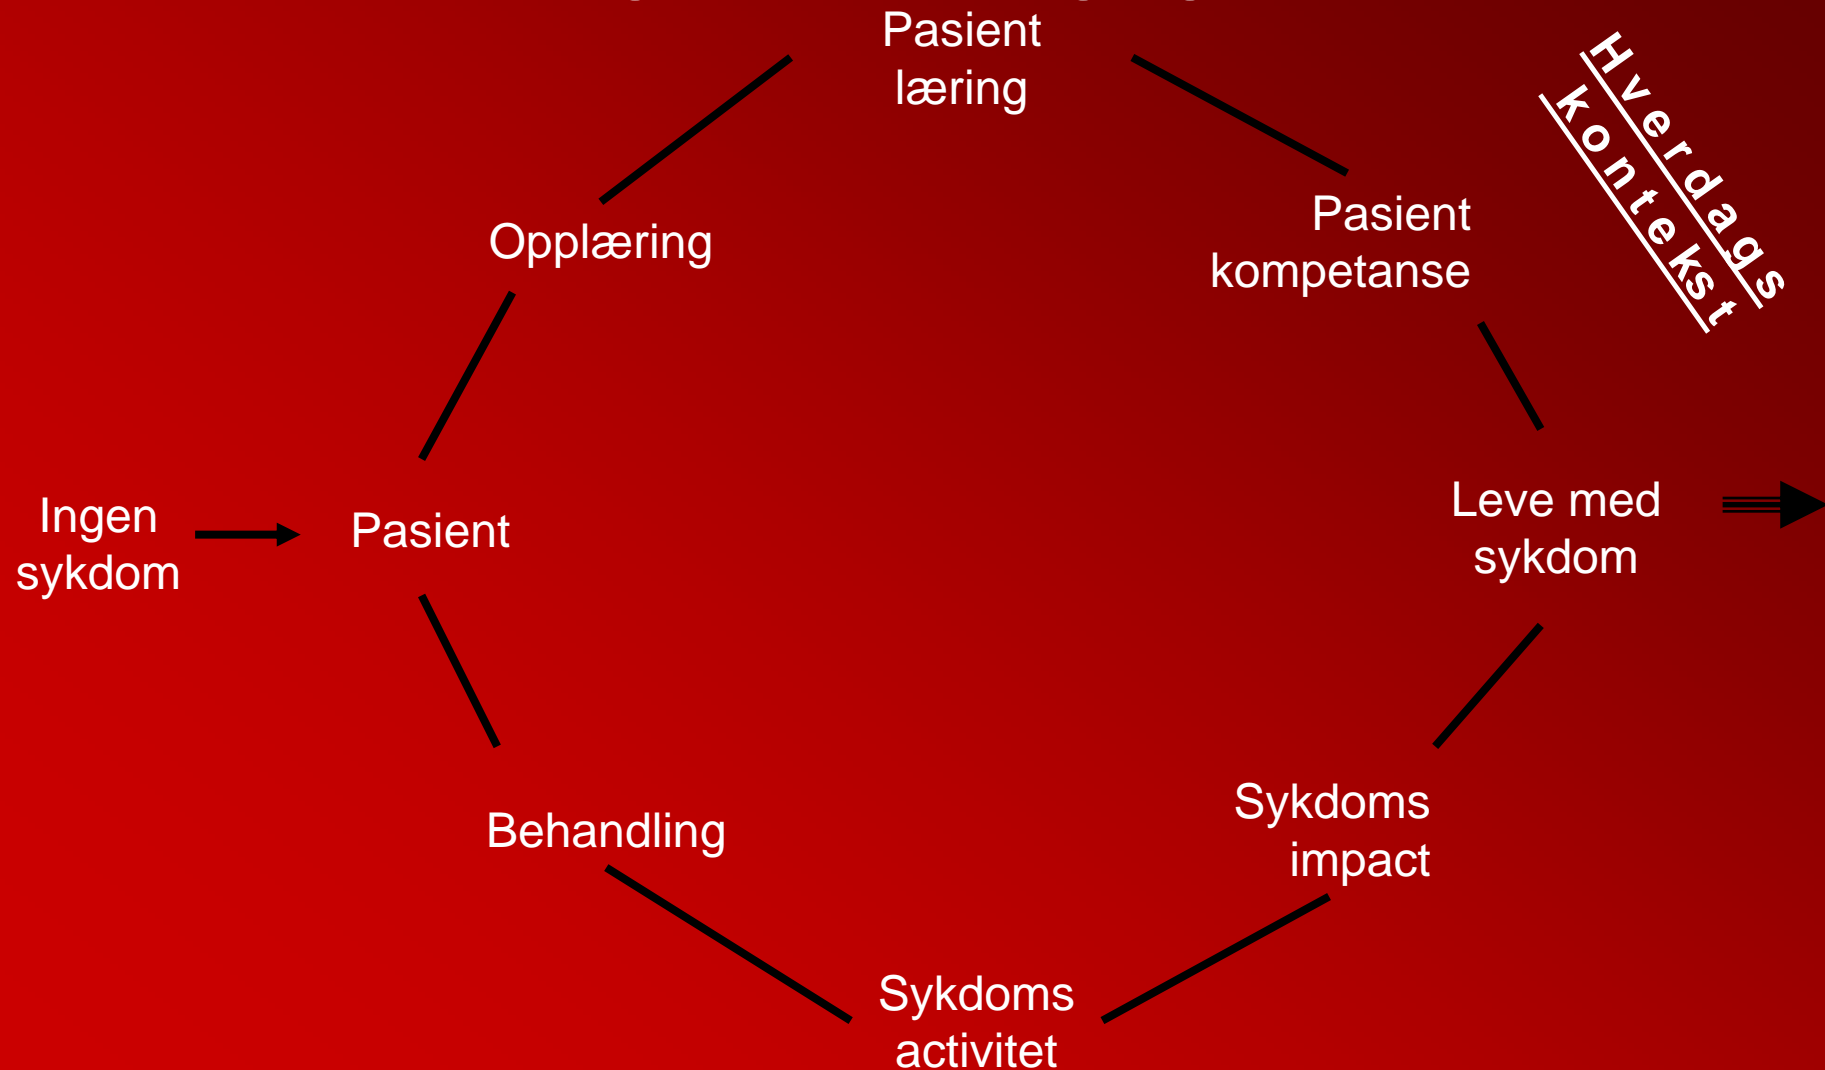 Pasient
læring
Hverdags
kontekst
Opplæring
Pasient
kompetanse
Ingen
sykdom
Pasient
Leve med
sykdom
Behandling
Sykdoms
impact
Sykdoms
activitet